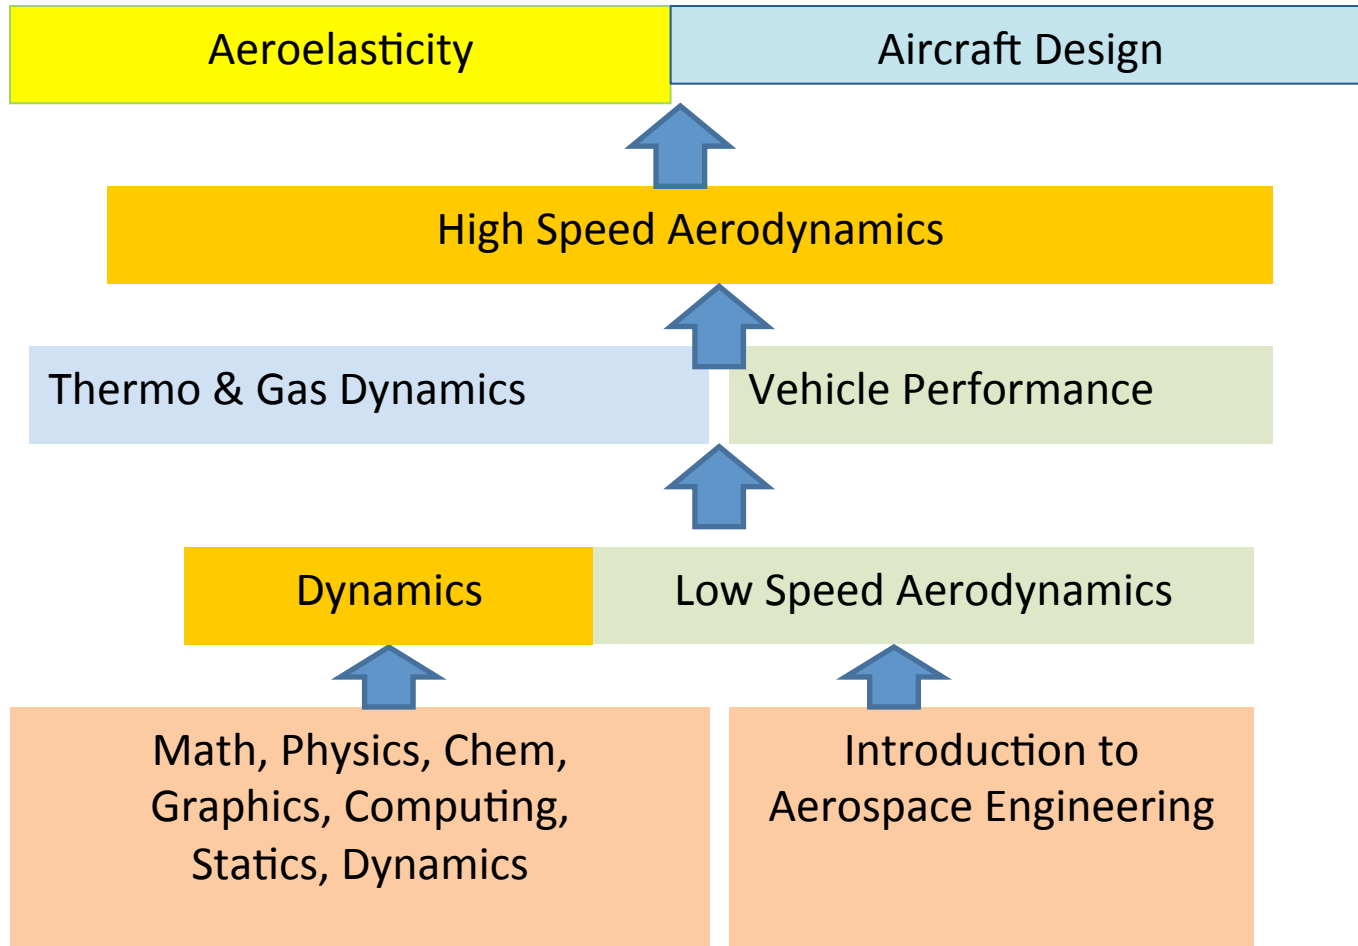 Aeroelasticity
Aircraft Design
High Speed Aerodynamics
Thermo & Gas Dynamics
Vehicle Performance
Dynamics
Low Speed Aerodynamics
Math, Physics, Chem,
Graphics, Computing,
Statics, Dynamics
Introduction to
Aerospace Engineering